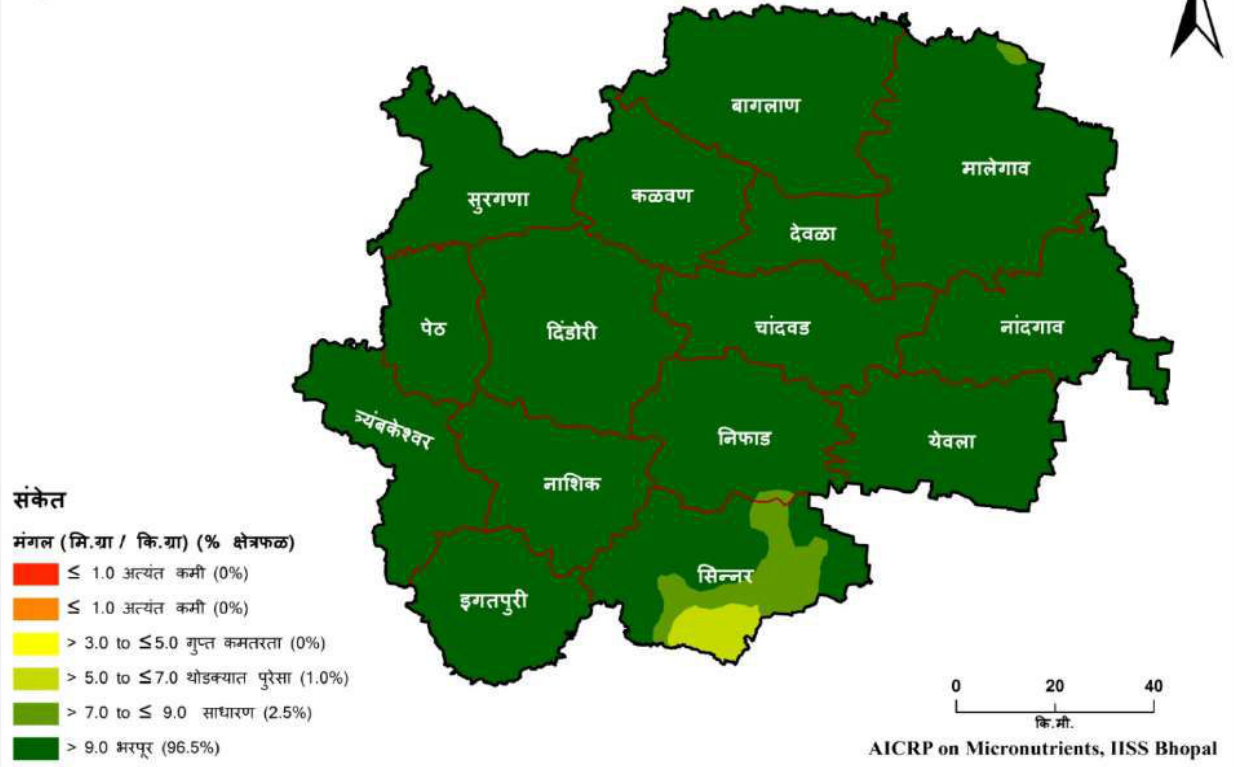 बागलाण
मालेगाव
सुरगणा
कळवण
देवळा
पेठ
दिंडोरी
चांदवड
नांदगाव
त्र्यंबकेश्वर
निफाड
येवला
नाशिक
सिन्नर
इगतपुरी
संकेत
मंगल (मि.ग्रा / कि.ग्रा) (% क्षेत्रफळ)
≤ 1.0 अत्यंत कमी (0%)
≤ 1.0 अत्यंत कमी (0%)
> 3.0 to ≤5.0 गुप्त कमतरता (0%)
> 5.0 to ≤7.0 थोडक्यात पुरेसा (1.0%)
> 7.0 to ≤ 9.0 साधारण (2.5%)
> 9.0 भरपूर (96.5%)
0 20 40
कि.मी.
AICRP on Micronutrients, IISS Bhopal